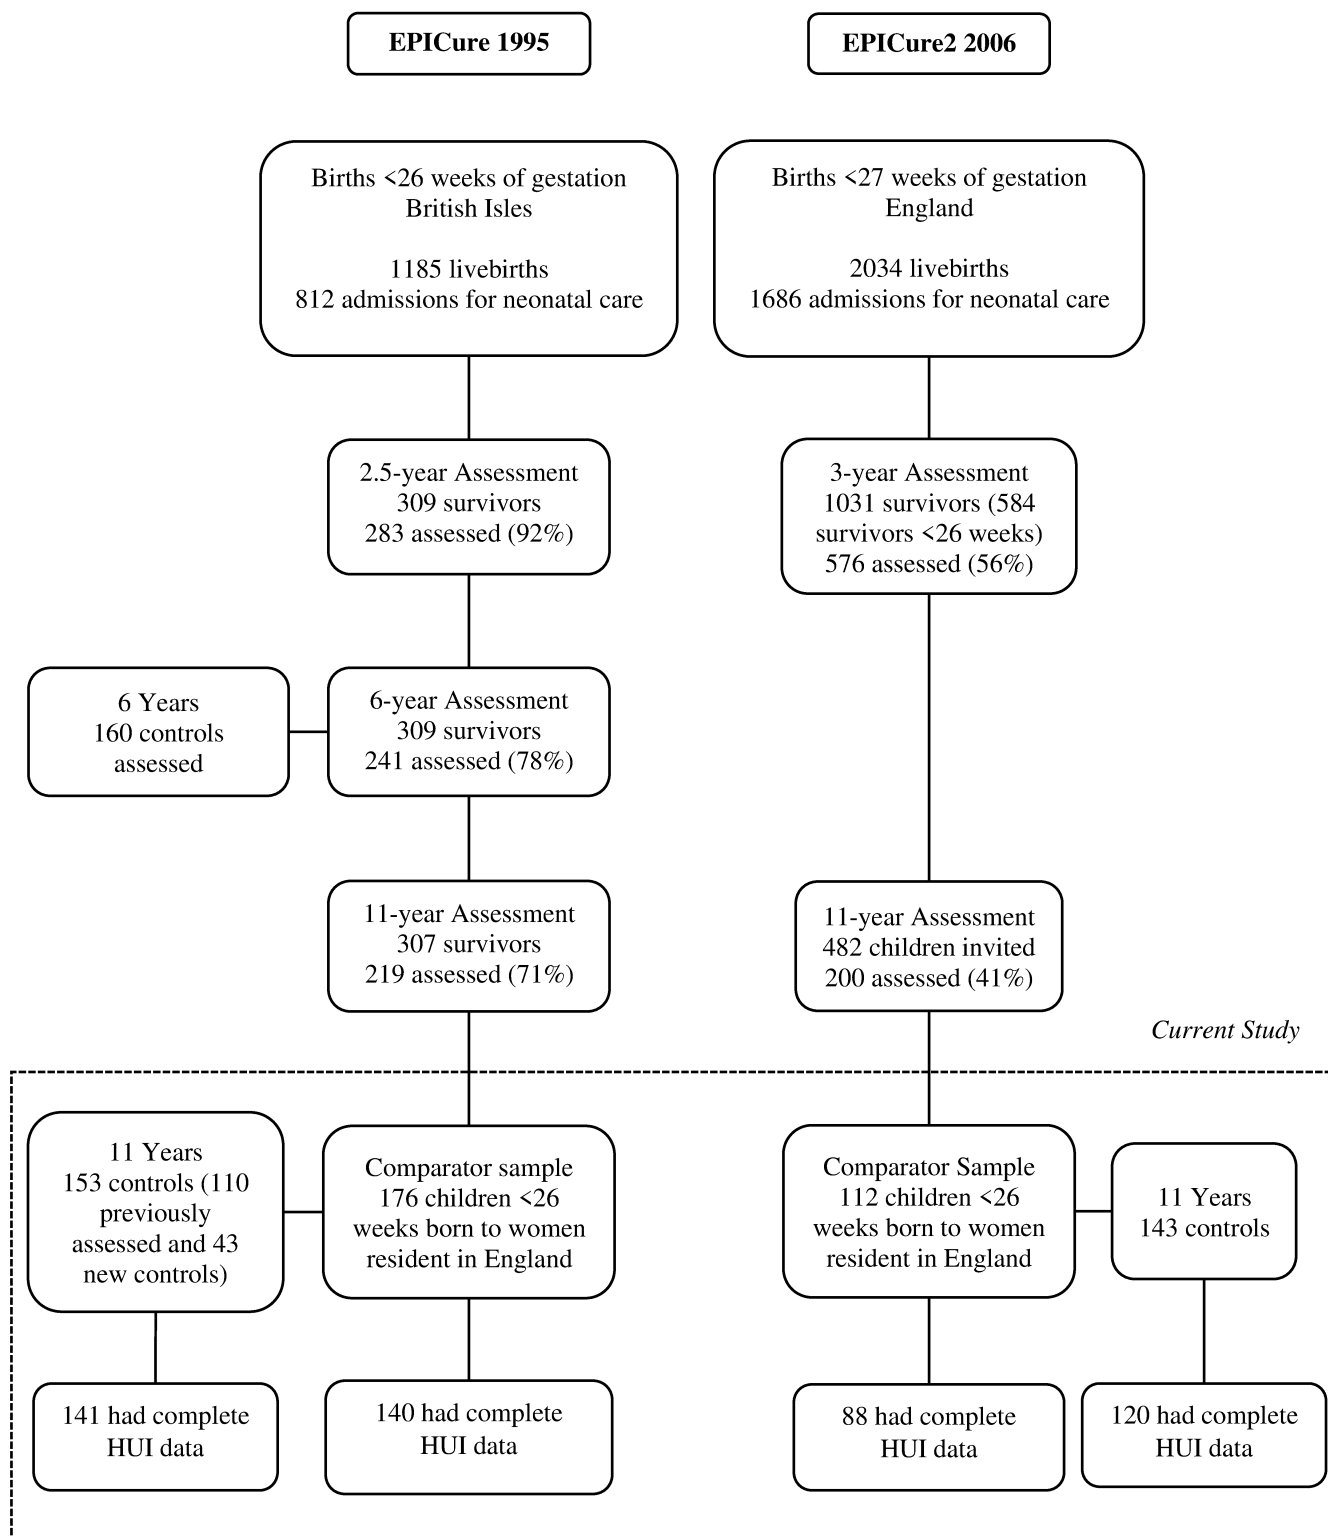 EPICure 1995
EPICure2 2006
Births <26 weeks of gestation
British Isles
1185 livebirths
812 admissions for neonatal care
Births <27 weeks of gestation
England
2034 livebirths
1686 admissions for neonatal care
2.5-year Assessment
309 survivors
283 assessed (92%)
3-year Assessment
1031 survivors (584
survivors <26 weeks)
576 assessed (56%)
6 Years
160 controls
assessed
6-year Assessment
309 survivors
241 assessed (78%)
11-year Assessment
307 survivors
219 assessed (71%)
11-year Assessment
482 children invited
200 assessed (41%)
Current Study
11 Years
153 controls (110
previously
assessed and 43
new controls)
Comparator sample
176 children <26
weeks born to women
resident in England
Comparator Sample
112 children <26
weeks born to women
resident in England
11 Years
143 controls
141 had complete
HUI data
140 had complete
HUI data
88 had complete
HUI data
120 had complete
HUI data